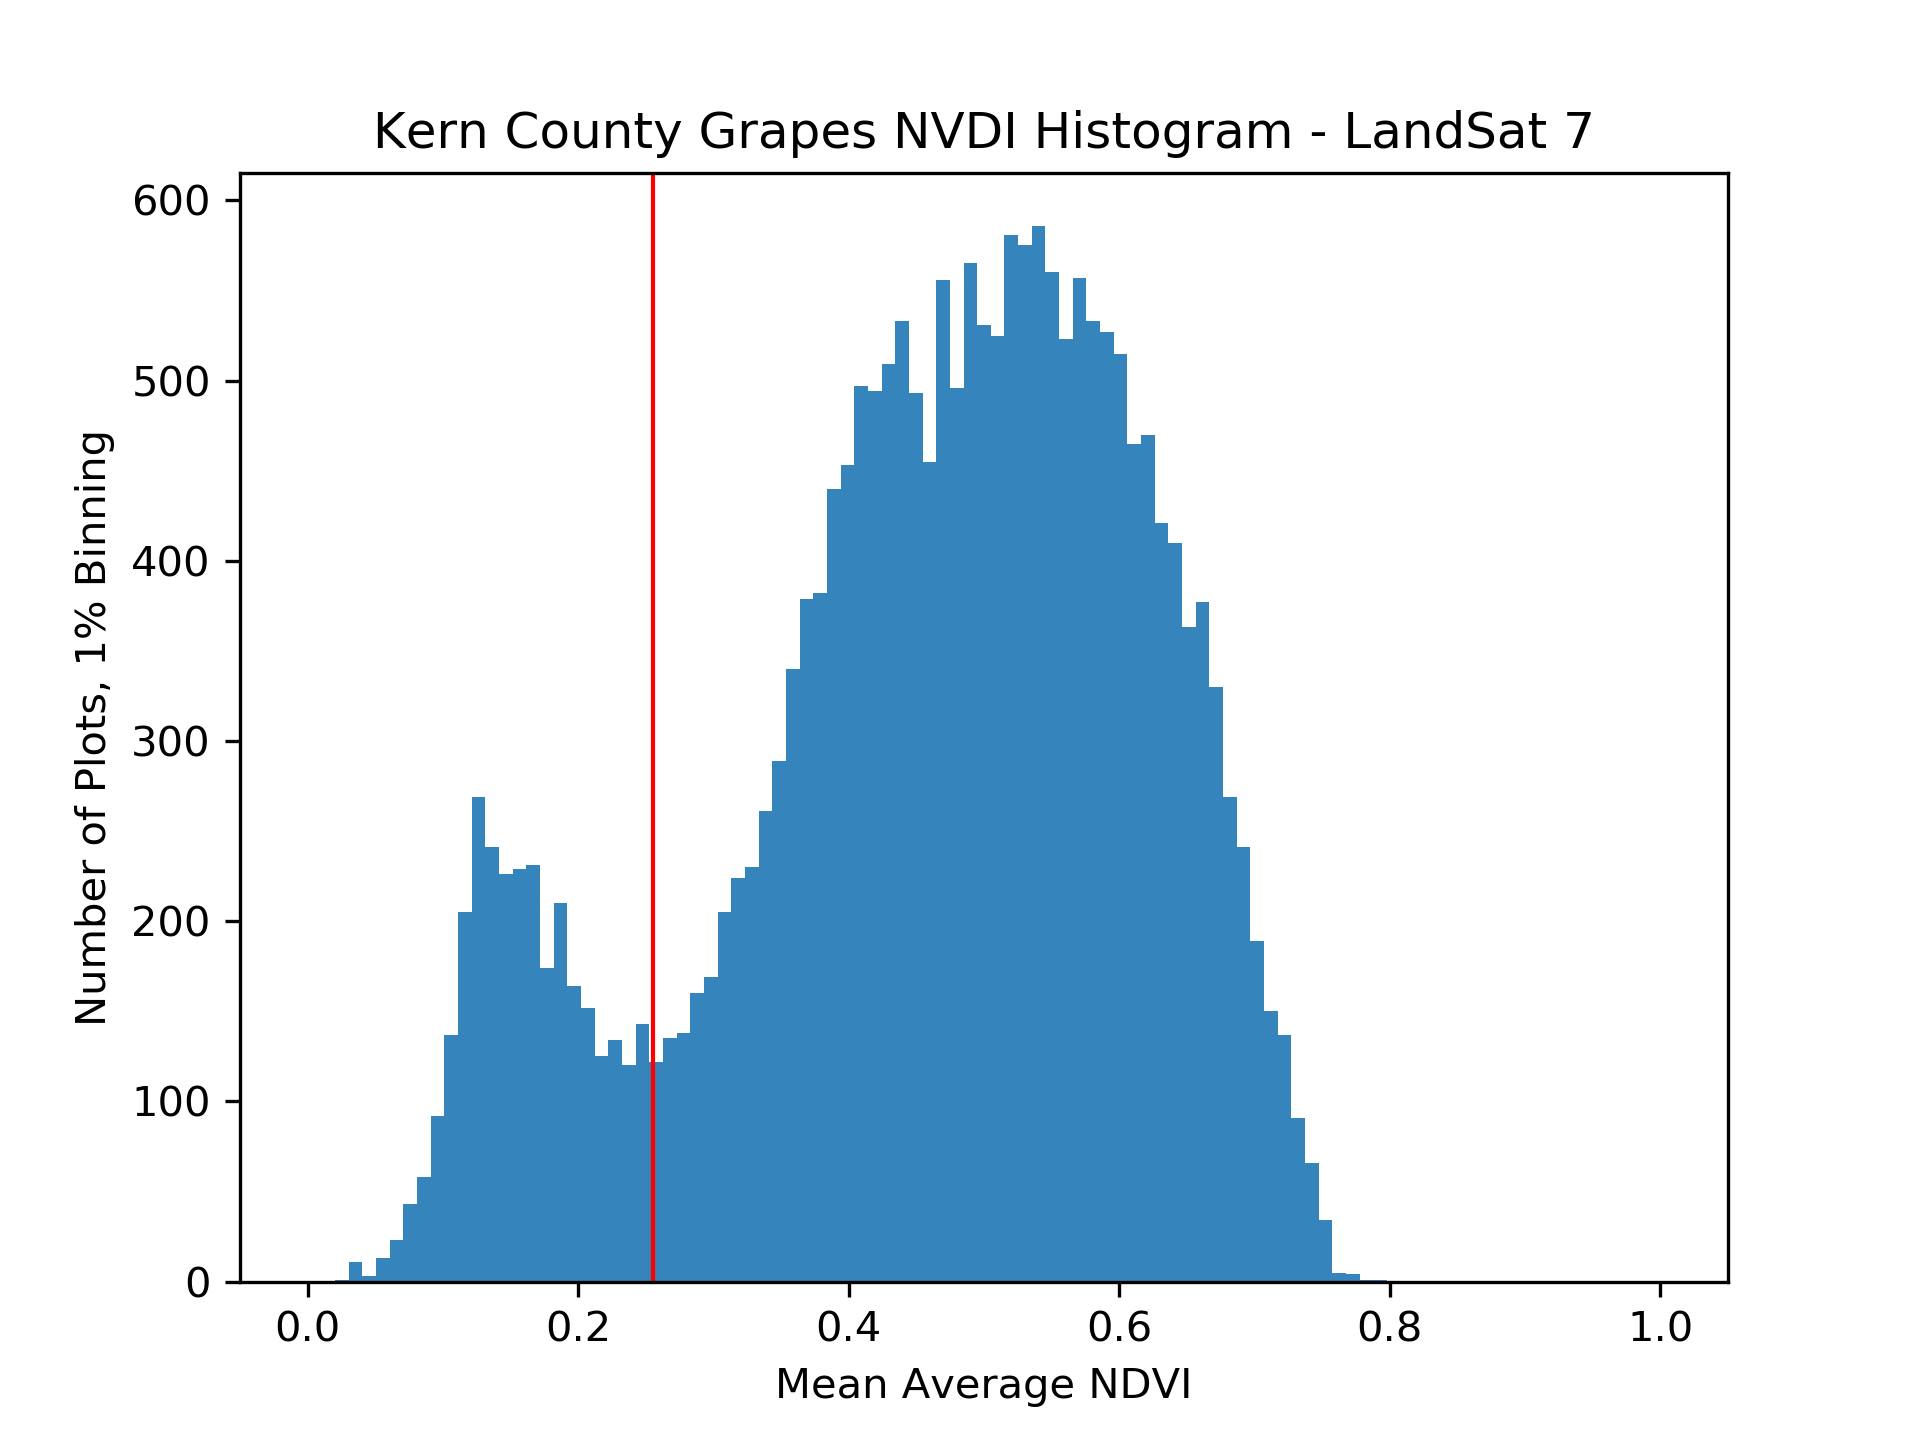 Kern County Grapes NVDI Histogram - LandSat 7
600
500
400
300
200
100
0
Number of Plots, 1% Binning
0.0 0.2 0.4 0.6 0.8 1.0
Mean Average NDVI